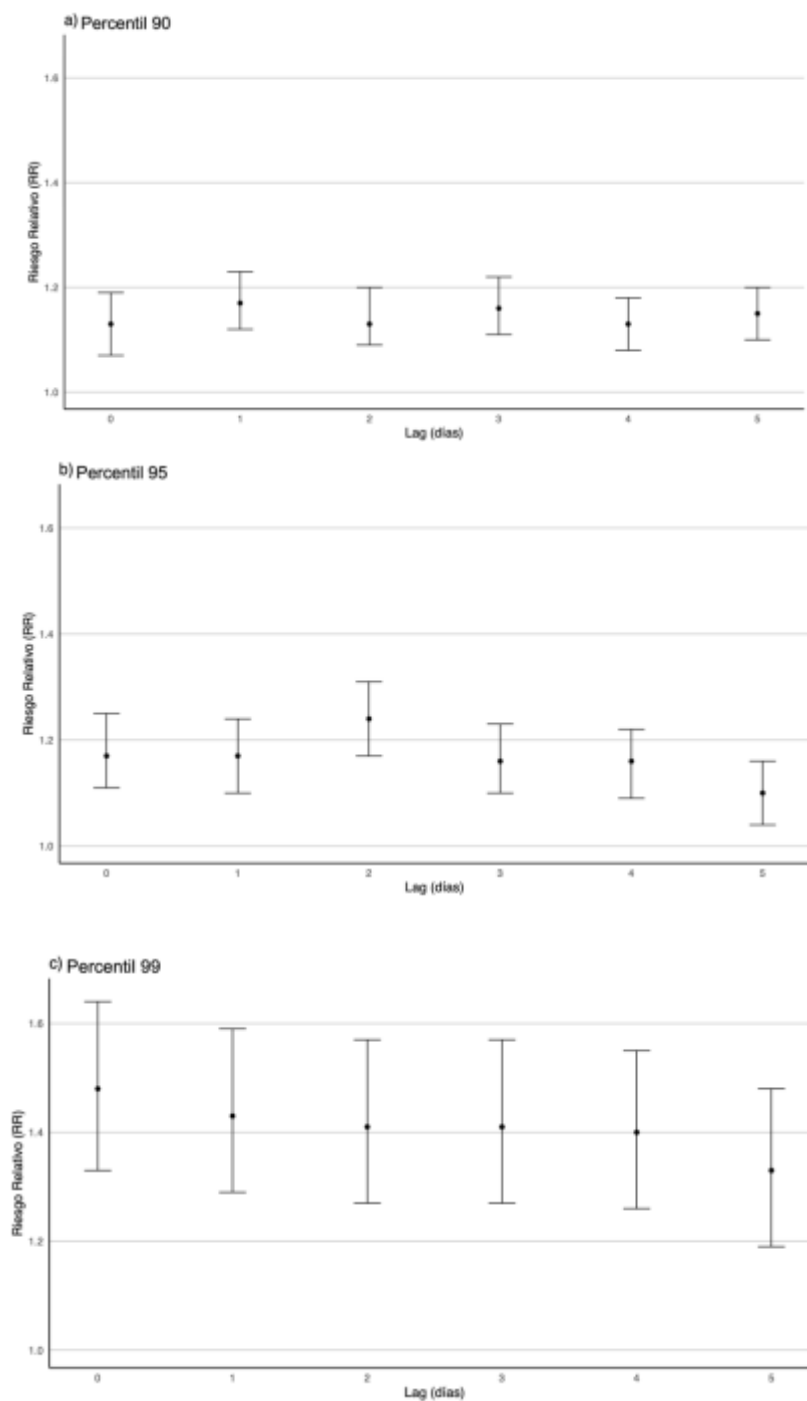 a) Percentil 90
Riesgo Relativo (RR)
1.6
1.4
1.2
1.0
0 1 2 3 4 5
Lag (días)
b) Percentil 95
Riesgo Relativo (RR)
1.6
1.4
1.2
1.0
0 1 2 3 4 5
Lag (días)
c) Percentil 99
Riesgo Relativo (RR)
1.6
1.4
1.2
1.0
0 1 2 3 4 5
Lag (días)